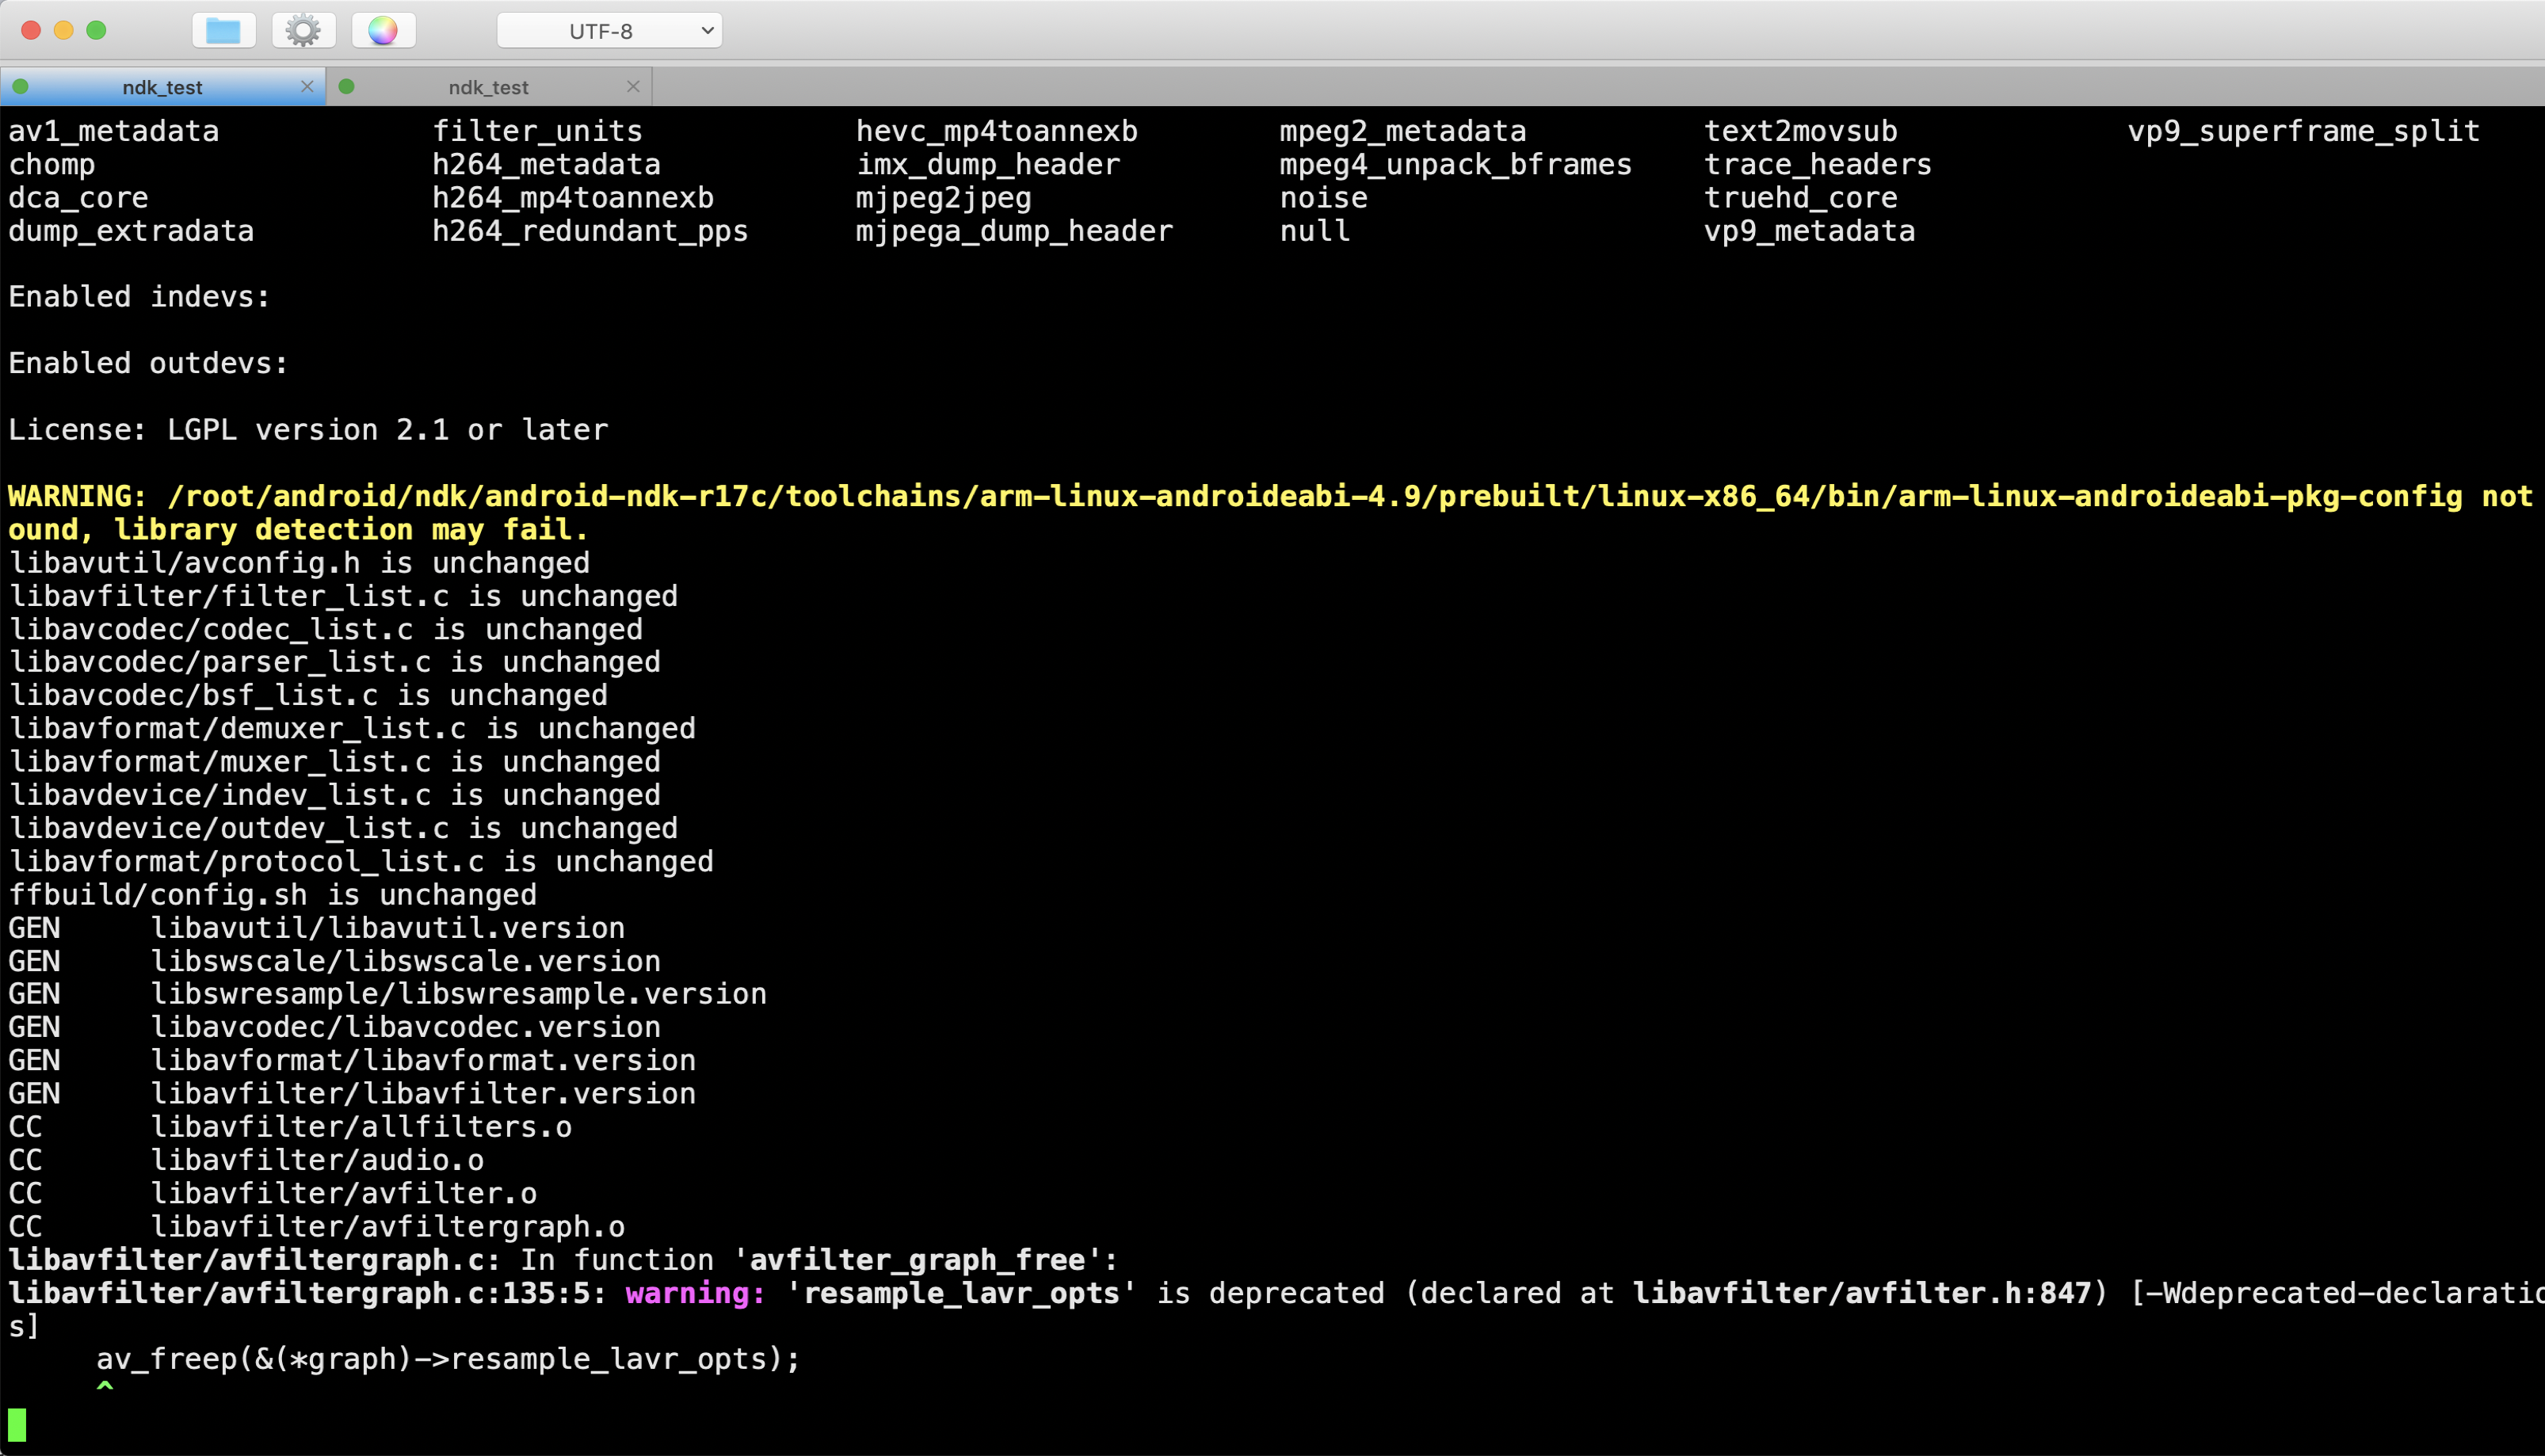 UTF-8
ndk_test ndk_test
av1_metadata filter_units hevc_mp4toannexb mpeg2_metadata text2movsub vp9_superframe_split
chomp h264_metadata imx_dump_header mpeg4_unpack_bframes trace_headers
dca_core h264_mp4toannexb mjpeg2jpeg noise truehd_core
dump_extradata h264_redundant_pps mjpega_dump_header null vp9_metadata
Enabled indevs:
Enabled outdevs:
License: LGPL version 2.1 or later
WARNING: /root/android/ndk/android-ndk-r17c/toolchains/arm-linux-androideabi-4.9/prebuilt/linux-x86_64/bin/arm-linux-androideabi-pkg-config not
ound, library detection may fail.
libavutil/avconfig.h is unchanged
libavfilter/filter_list.c is unchanged
libavcodec/codec_list.c is unchanged
libavcodec/parser_list.c is unchanged
libavcodec/bsf_list.c is unchanged
libavformat/demuxer_list.c is unchanged
libavformat/muxer_list.c is unchanged
libavdevice/indev_list.c is unchanged
libavdevice/outdev_list.c is unchanged
libavformat/protocol_list.c is unchanged
ffbuild/config.sh is unchanged
GEN libavutil/libavutil.version
GEN libswscale/libswscale.version
GEN libswresample/libswresample.version
GEN libavcodec/libavcodec.version
GEN libavformat/libavformat.version
GEN libavfilter/libavfilter.version
CC libavfilter/allfilters.o
CC libavfilter/audio.o
CC libavfilter/avfilter.o
CC libavfilter/avfiltergraph.o
libavfilter/avfiltergraph.c: In function 'avfilter_graph_free':
libavfilter/avfiltergraph.c:135:5: warning: 'resample_lavr_opts' is deprecated (declared at libavfilter/avfilter.h:847) [-Wdeprecated-declaratio
s]
av_freep(&(*graph)->resample_lavr_opts);
^